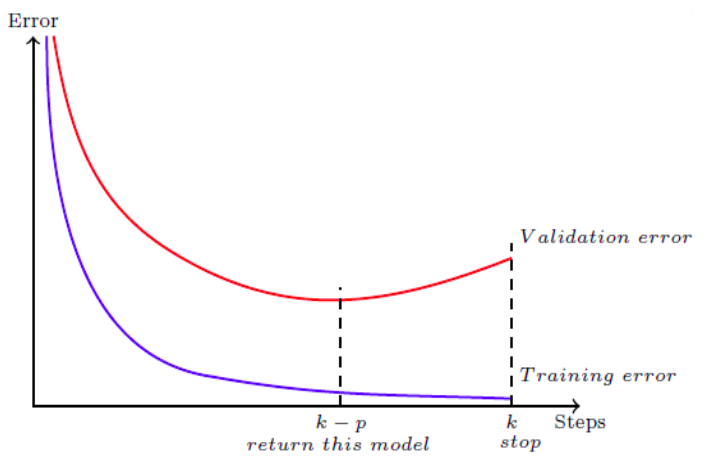 Error
Validation error
Training error
k − p
return this model
k
stop
Steps